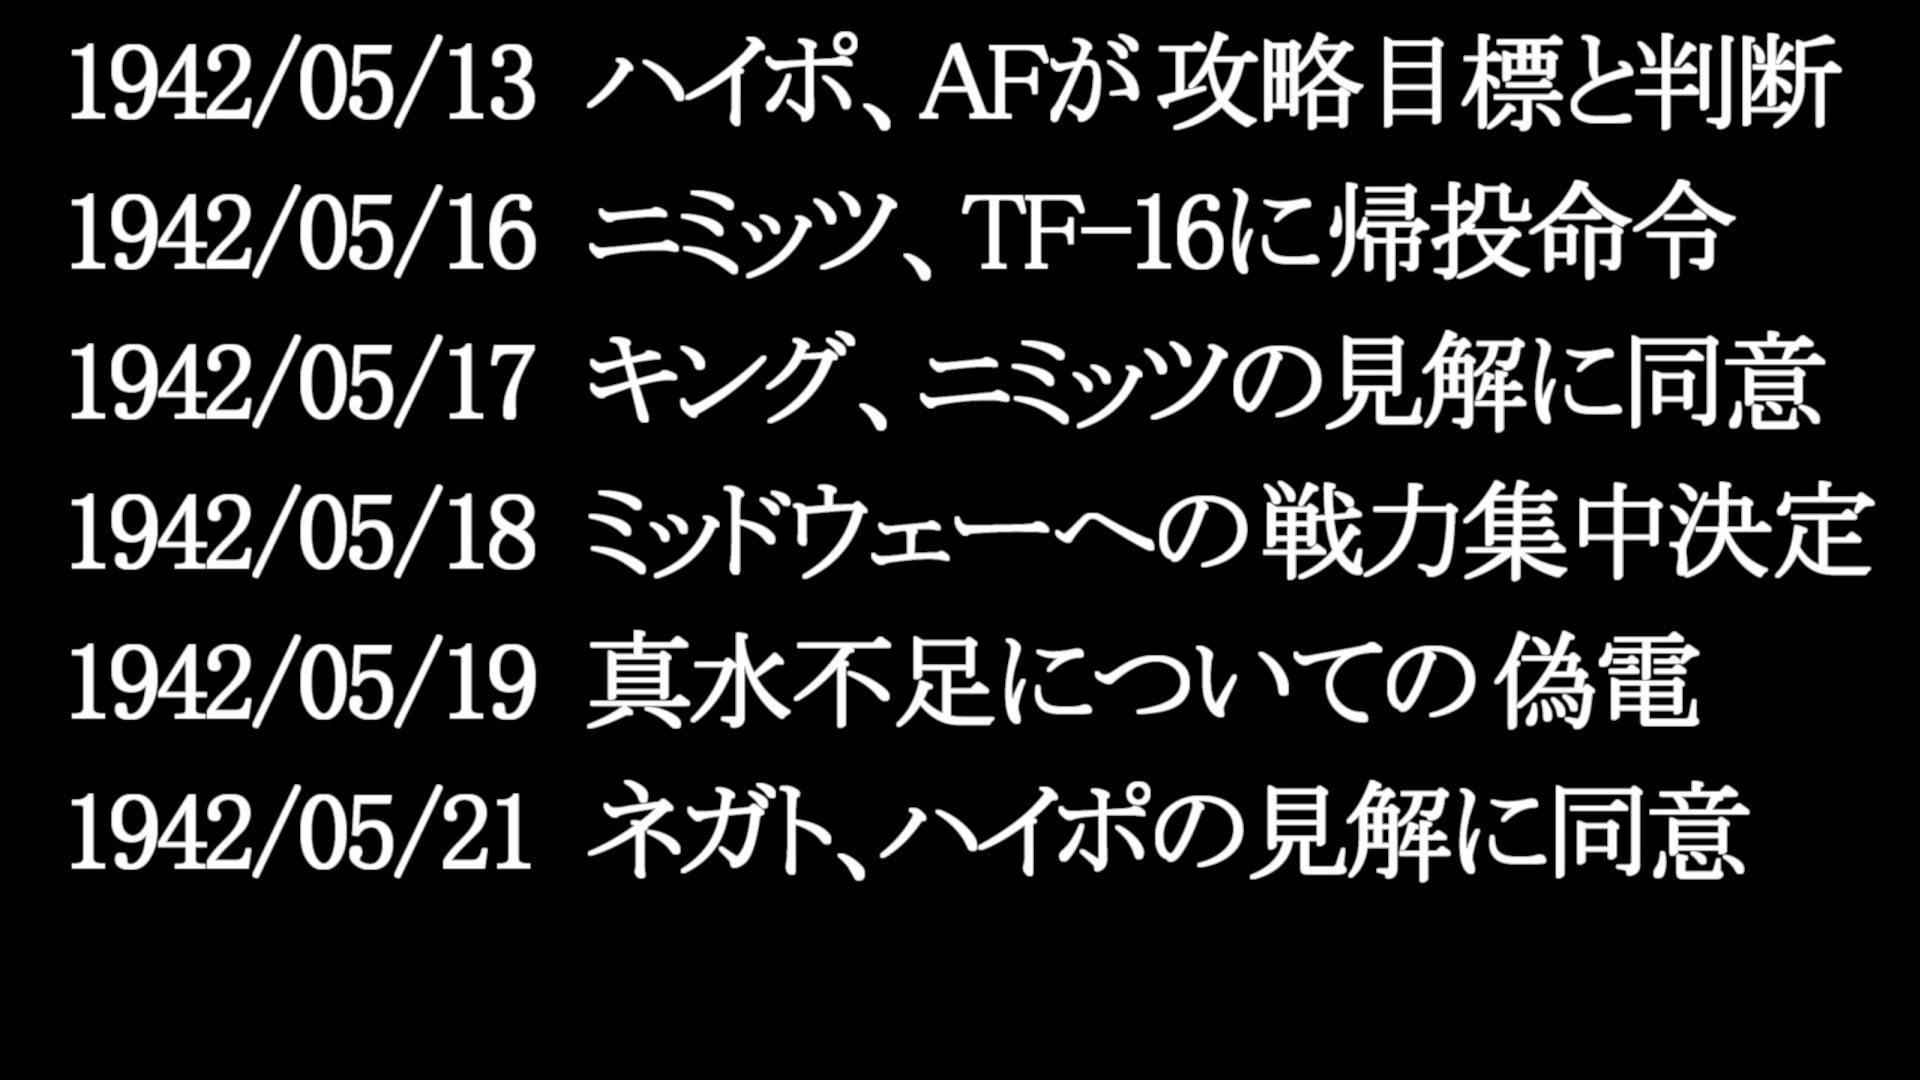 1942/05/13 ハイポ、AFが攻略目標と判断
1942/05/16 ニミッツ、TF-16に帰投命令
1942/05/17 キング、ニミッツの見解に同意
1942/05/18 ミッドウェーへの戦力集中決定
1942/05/19 真水不足についての偽電
1942/05/21 ネガト、ハイポの見解に同意